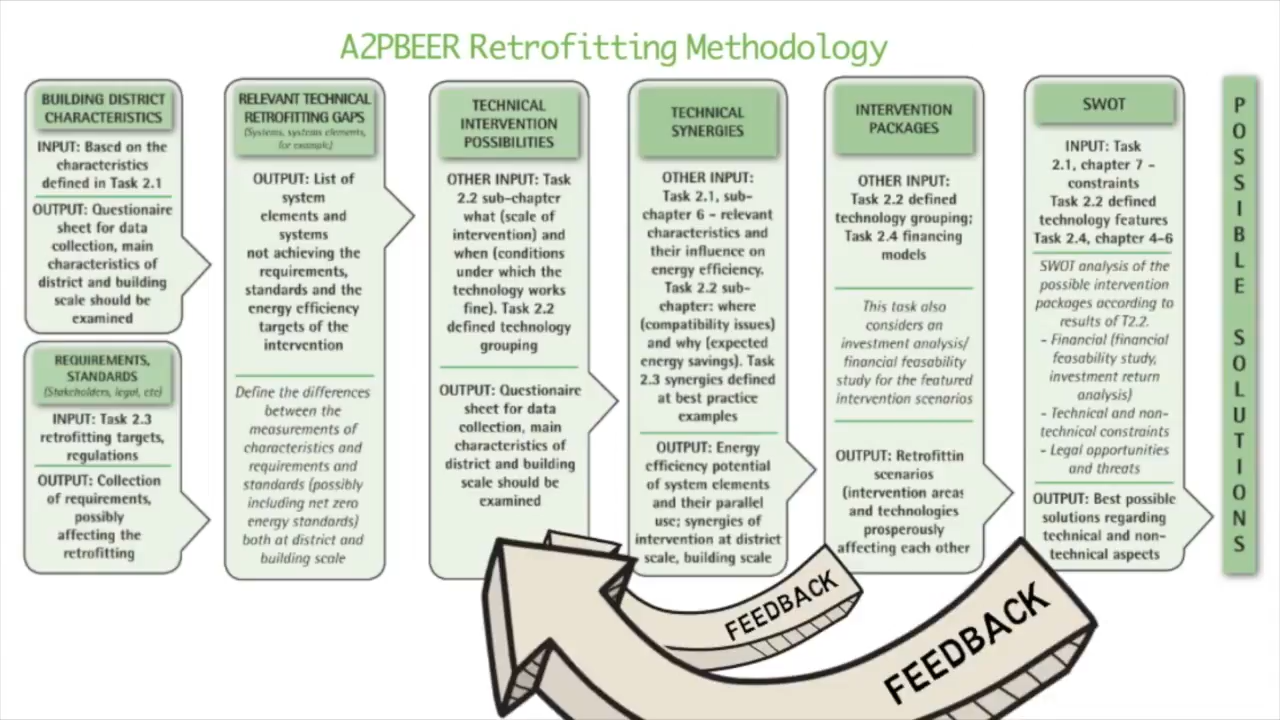 A2PBEER Retrofitting Methodology
BUILDING DISTRICT
CHARACTERISTICS
INPUT: Based on the
characteristics
defined in Task 2.1
OUTPUT: Questionaire
sheet for data
collection, main
characteristics of
district and building
scale should be
examined
REQUIREMENTS,
STANDARDS
(Stakeholders, legal, etc)
INPUT: Task 2.3
retrofitting targets,
regulations
OUTPUT: Collection
of requirements,
possibly
affecting the
retrofitting
RELEVANT TECHNICAL
RETROFITTING GAPS
(Systems, systems elements,
for example)
OUTPUT: List of
system
elements and
systems
not achieving the
requirements,
standards and the
energy efficiency
targets of the
intervention
Define the differences
between the
measurements of
characteristics and
requirements and
standards (possibly
including net zero
energy standards)
both at district and
building scale
TECHNICAL
INTERVENTION
POSSIBILITIES
OTHER INPUT: Task
2.2 sub-chapter
what (scale of
intervention) and
when (conditions
under which the
technology works
fine). Task 2.2
defined technology
grouping
OUTPUT: Questionaire
sheet for data
collection, main
characteristics of
district and building
scale should be
examined
TECHNICAL
SYNERGIES
OTHER INPUT:
Task 2.1, sub-
chapter 6 - relevant
characteristics and
their influence on
energy efficiency.
Task 2.2 sub-
chapter: where
(compatibility issues)
and why (expected
energy savings). Task
2.3 synergies defined
at best practice
examples
OUTPUT: Energy
efficiency potential
of system elements
and their parallel
use; synergies of
intervention at district
scale, building scale
INTERVENTION
PACKAGES
OTHER INPUT:
Task 2.2 defined
technology grouping;
Task 2.4 financing
models
This task also
considers an
investment analysis/
financial feasability
study for the featured
intervention scenarios
OUTPUT: Retrofittin
scenarios
(intervention areas
and technologies
prosperously
affecting each other
SWOT
INPUT: Task
2.1, chapter 7 -
constraints
Task 2.2 defined
technology features
Task 2.4, chapter 4-6
SWOT analysis of the
possible intervention
packages according to
results of T2.2.
- Financial (financial
feasability study,
investment return
analysis)
- Technical and non-
technical constraints
- Legal opportunities
and threats
OUTPUT: Best possible
solutions regarding
technical and non-
technical aspects
POSSIBLE SOLUTIONS
FEEDBACK
FEEDBACK